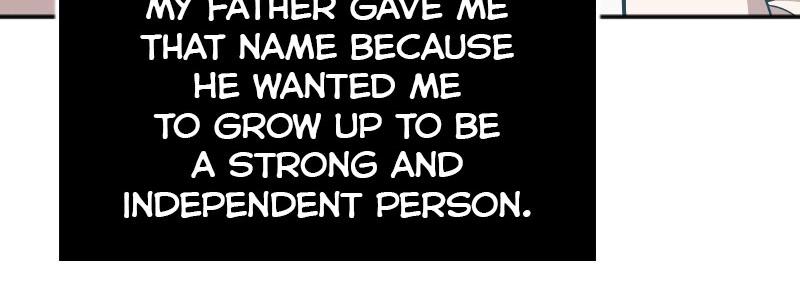 MY FATHER GAVE ME
THAT NAME BECAUSE
HE WANTED ME
TO GROW UP TO BE
A STRONG AND
INDEPENDENT PERSON.